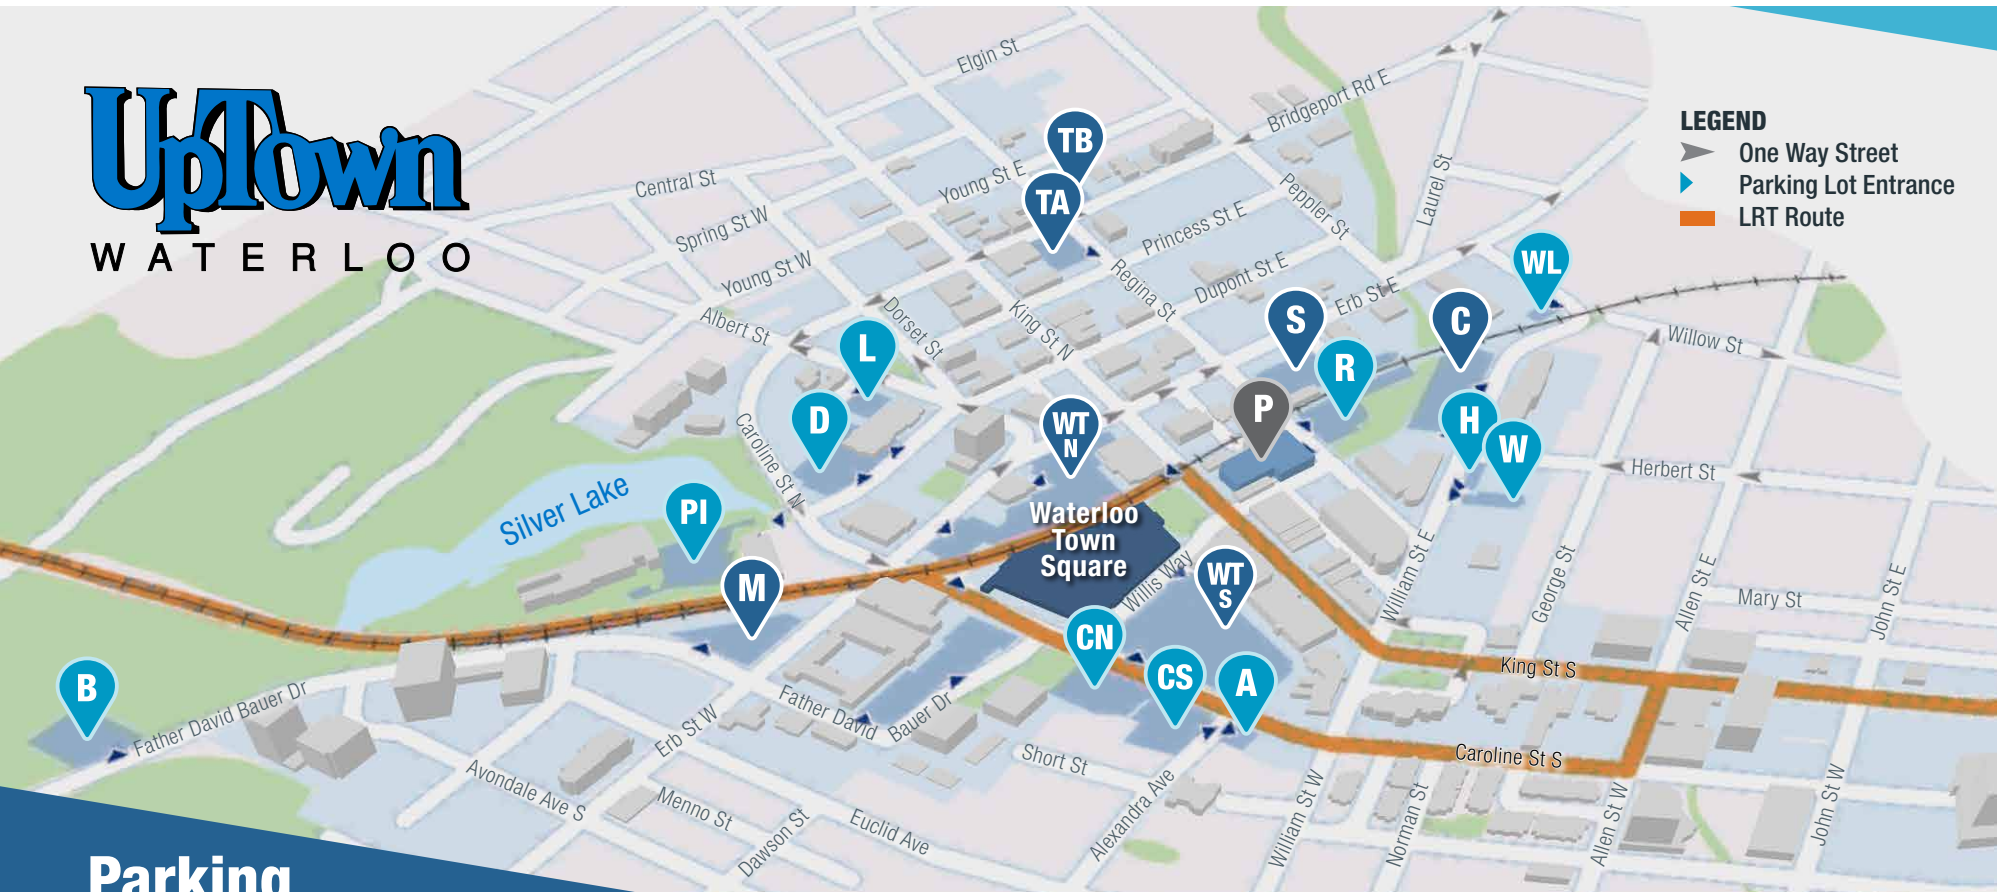 UpTown
WATERLOO
LEGEND
One Way Street
Parking Lot Entrance
LRT Route
Elgin St
Bridgeport Rd E
Central St
Young St E
Spring St W
Young St W
Albert St
Dorset St
King St N
Regina St
Princess St E
Dupont St E
Peppler St
Laurel St
Erb St E
Willow St
Herbert St
Caroline St N
Silver Lake
Waterloo
Town
Square
Willis Way
William St E
George St
Allen St E
John St E
Mary St
King St S
Caroline St S
Father David Bauer Dr
Father David
Bauer Dr
Erb St W
Avondale Ave S
Menno St
Dawson St
Euclid Ave
Short St
Alexandra Ave
William St W
Norman St
Allen St W
John St W
TB
TA
WL
S
C
R
P
H
W
L
D
WT
N
PI
M
WT
S
CN
CS
A
B
Parking